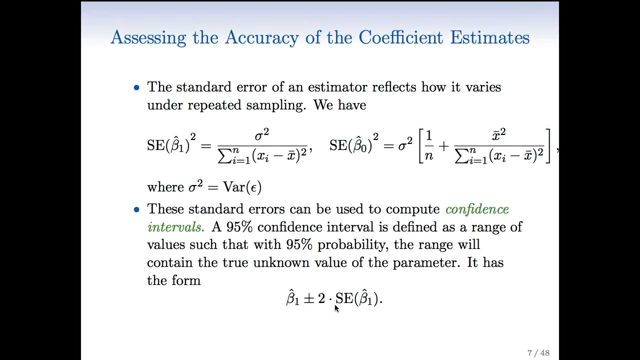 Assessing the Accuracy of the Coefficient Estimates
• The standard error of an estimator reflects how it varies
under repeated sampling. We have
SE(β̂₁)² = σ² / ∑ⁿᵢ₌₁(xᵢ − x̄)², SE(β̂₀)² = σ² [1/n + x̄² / ∑ⁿᵢ₌₁(xᵢ − x̄)²],
where σ² = Var(ϵ)
• These standard errors can be used to compute confidence
intervals. A 95% confidence interval is defined as a range of
values such that with 95% probability, the range will
contain the true unknown value of the parameter. It has
the form
β̂₁ ± 2 · SE(β̂₁).
7 / 48